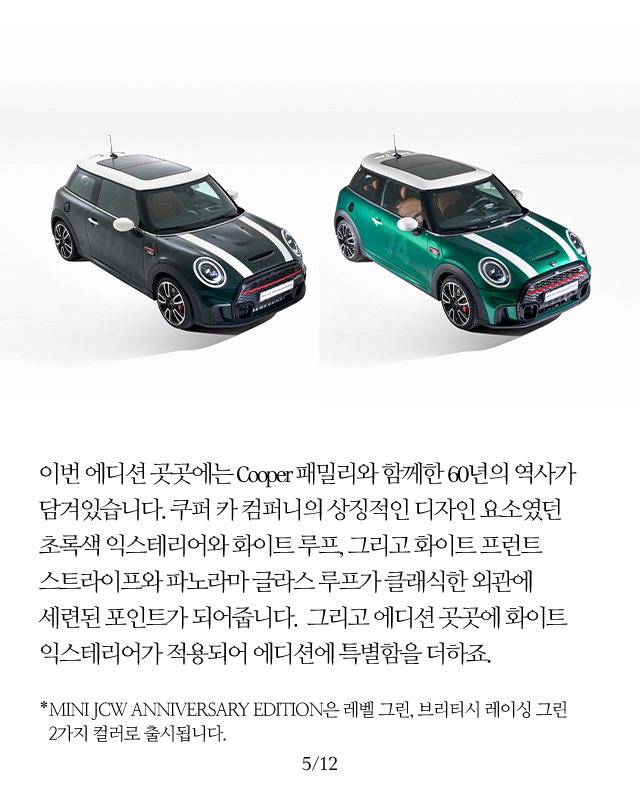 이번 에디션 곳곳에는 Cooper 패밀리와 함께한 60년의 역사가
담겨있습니다. 쿠퍼 카 컴퍼니의 상징적인 디자인 요소였던
초록색 익스테리어와 화이트 루프, 그리고 화이트 프런트
스트라이프와 파노라마 글라스 루프가 클래식한 외관에
세련된 포인트가 되어줍니다. 그리고 에디션 곳곳에 화이트
익스테리어가 적용되어 에디션에 특별함을 더하죠.
*MINI JCW ANNIVERSARY EDITION은 레벨 그린, 브리티시 레이싱 그린
2가지 컬러로 출시됩니다.
5/12